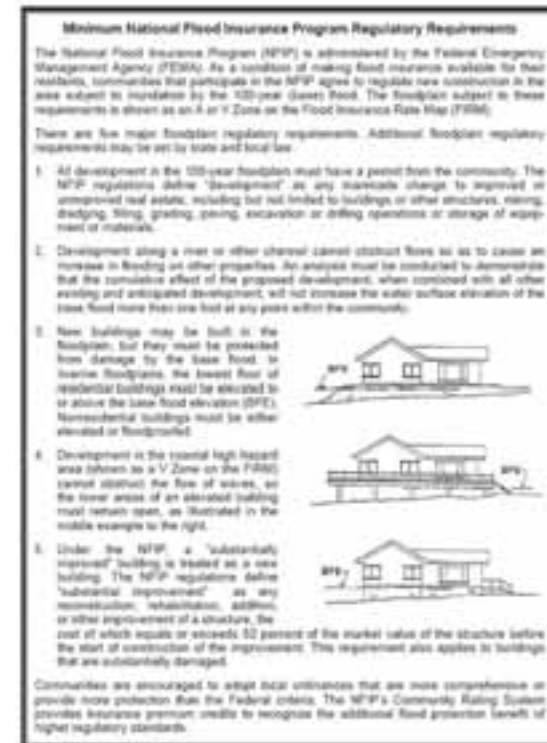 Minimum National Flood Insurance Program Regulatory Requirements
The National Flood Insurance Program (NFIP) is administered by the Federal Emergency
Management Agency (FEMA). As a condition of making flood insurance available for their
residents, communities that participate in the NFIP agree to regulate new construction in the
area subject to inundation by the 100-year (base) flood. The floodplain subject to these
requirements is shown as an A or V Zone on the Flood Insurance Rate Map (FIRM).
There are five major floodplain regulatory requirements. Additional floodplain regulatory
requirements may be set by state and local law.
1. All development in the 100-year floodplain must have a permit from the community. The
NFIP regulations define "development" as any manmade change to improved or
unimproved real estate, including but not limited to buildings or other structures, mining,
dredging, filling, grading, paving, excavation or drilling operations or storage of equip-
ment or materials.
2. Development along a river or other channel cannot obstruct flows so as to cause an
increase in flooding on other properties. An analysis must be conducted to demonstrate
that the cumulative effect of the proposed development, when combined with all other
existing and anticipated development, will not increase the water surface elevation of the
base flood more than one foot at any point within the community.
3. New buildings may be built in the
floodplain, but they must be protected
from damage by the base flood. In
riverine floodplains, the lowest floor of
residential buildings must be elevated to
or above the base flood elevation (BFE).
Nonresidential buildings must be either
elevated or floodproofed.
BFE
4. Development in the coastal high hazard
area (shown as a V Zone on the FIRM)
cannot obstruct the flow of waves, so
the lower areas of an elevated building
must remain open, as illustrated in the
middle example to the right.
BFE
5. Under the NFIP, a "substantially
improved" building is treated as a new
building. The NFIP regulations define
"substantial improvement" as any
reconstruction, rehabilitation, addition,
or other improvement of a structure, the
BFE
cost of which equals or exceeds 50 percent of the market value of the structure before
the start of construction of the improvement. This requirement also applies to buildings
that are substantially damaged.
Communities are encouraged to adopt local ordinances that are more comprehensive or
provide more protection than the Federal criteria. The NFIP's Community Rating System
provides insurance premium credits to recognize the additional flood protection benefit of
higher regulatory standards.